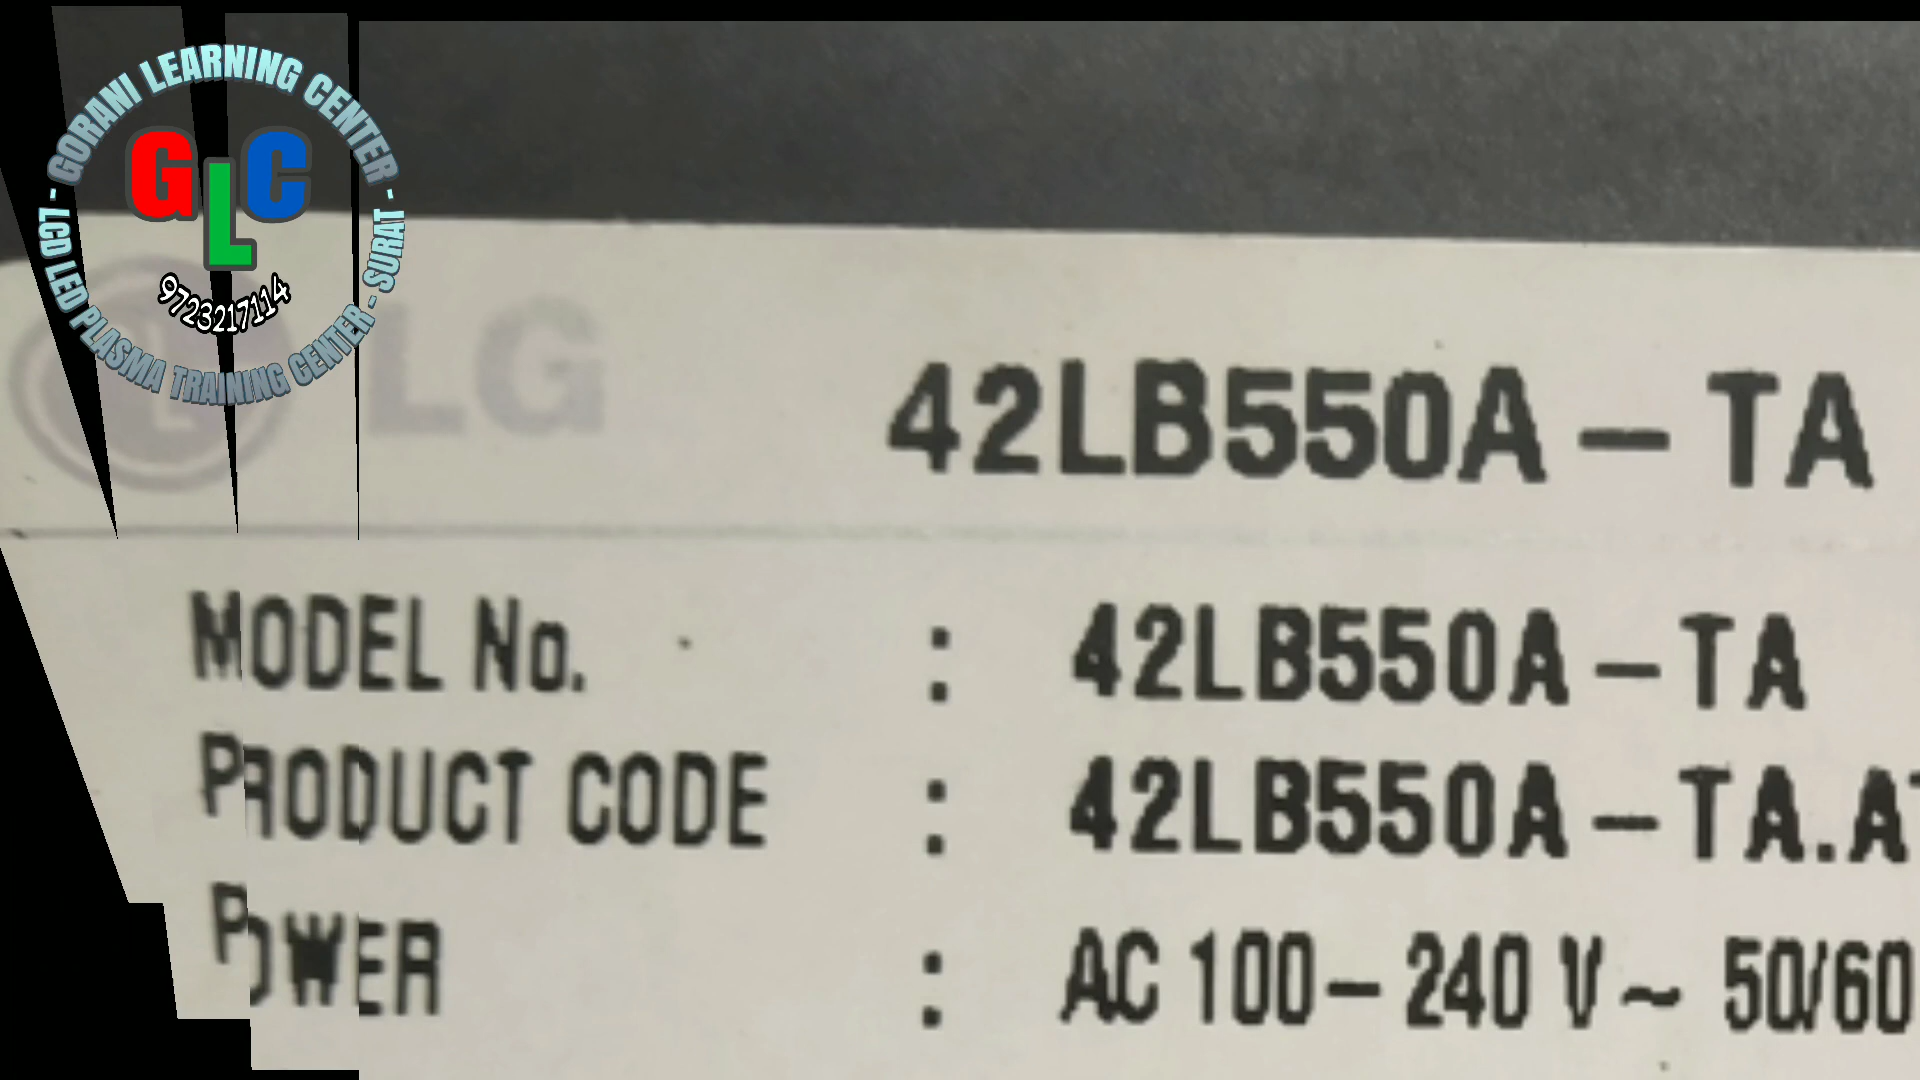 GORANI LEARNING CENTER
GLC
9723217114
- LCD LED PLASMA TRAINING CENTER - SURAT -
LG
42LB550A-TA
MODEL No. : 42LB550A-TA
PRODUCT CODE : 42LB550A-TA.A
POWER : AC 100-240 V~ 50/60